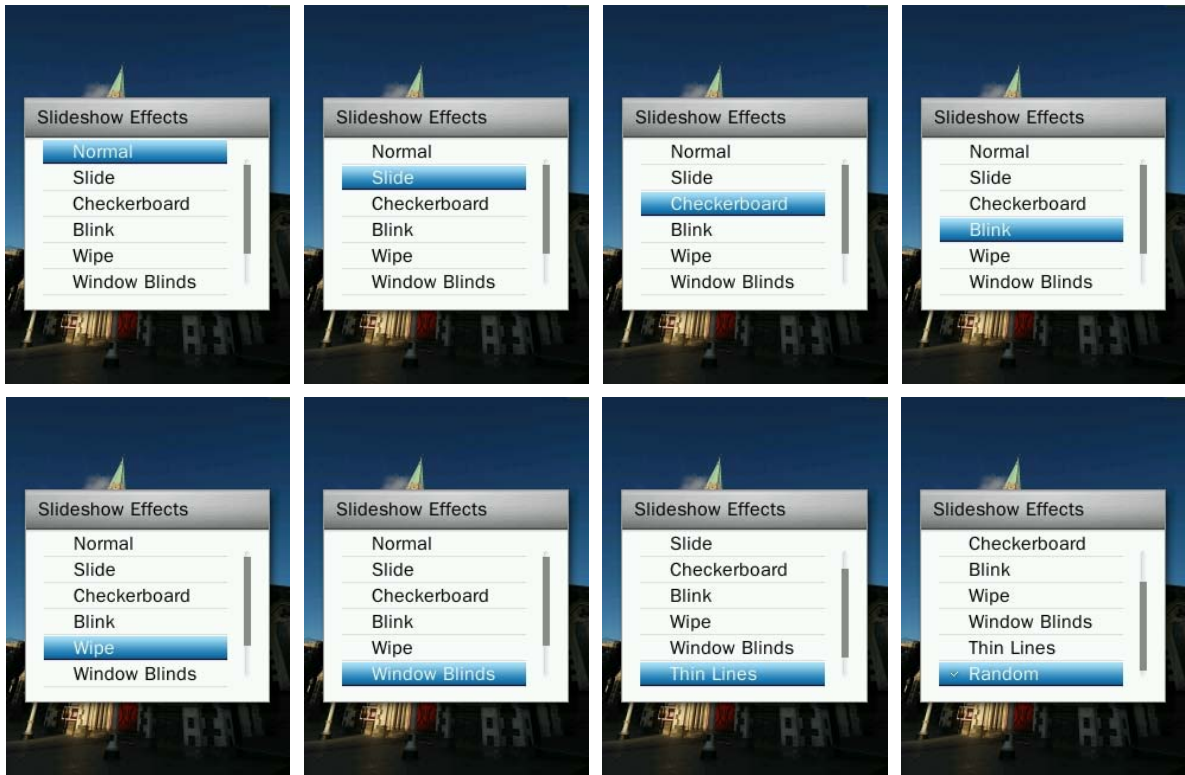 Slideshow Effects
Normal
Slide
Checkerboard
Blink
Wipe
Window Blinds
Slideshow Effects
Normal
Slide
Checkerboard
Blink
Wipe
Window Blinds
Slideshow Effects
Normal
Slide
Checkerboard
Blink
Wipe
Window Blinds
Slideshow Effects
Normal
Slide
Checkerboard
Blink
Wipe
Window Blinds
Slideshow Effects
Normal
Slide
Checkerboard
Blink
Wipe
Window Blinds
Slideshow Effects
Normal
Slide
Checkerboard
Blink
Wipe
Window Blinds
Slideshow Effects
Slide
Checkerboard
Blink
Wipe
Window Blinds
Thin Lines
Slideshow Effects
Checkerboard
Blink
Wipe
Window Blinds
Thin Lines
Random